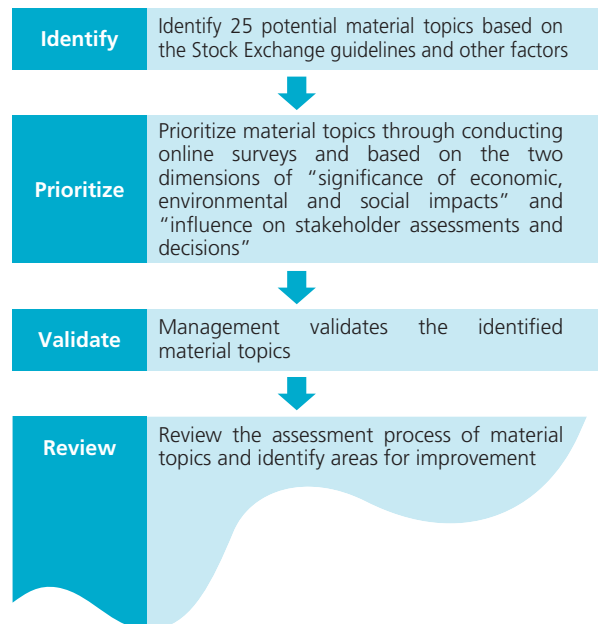 Identify
Identify 25 potential material topics based on
the Stock Exchange guidelines and other factors
Prioritize
Prioritize material topics through conducting
online surveys and based on the two
dimensions of “significance of economic,
environmental and social impacts” and
“influence on stakeholder assessments and
decisions”
Validate
Management validates the identified
material topics
Review
Review the assessment process of material
topics and identify areas for improvement